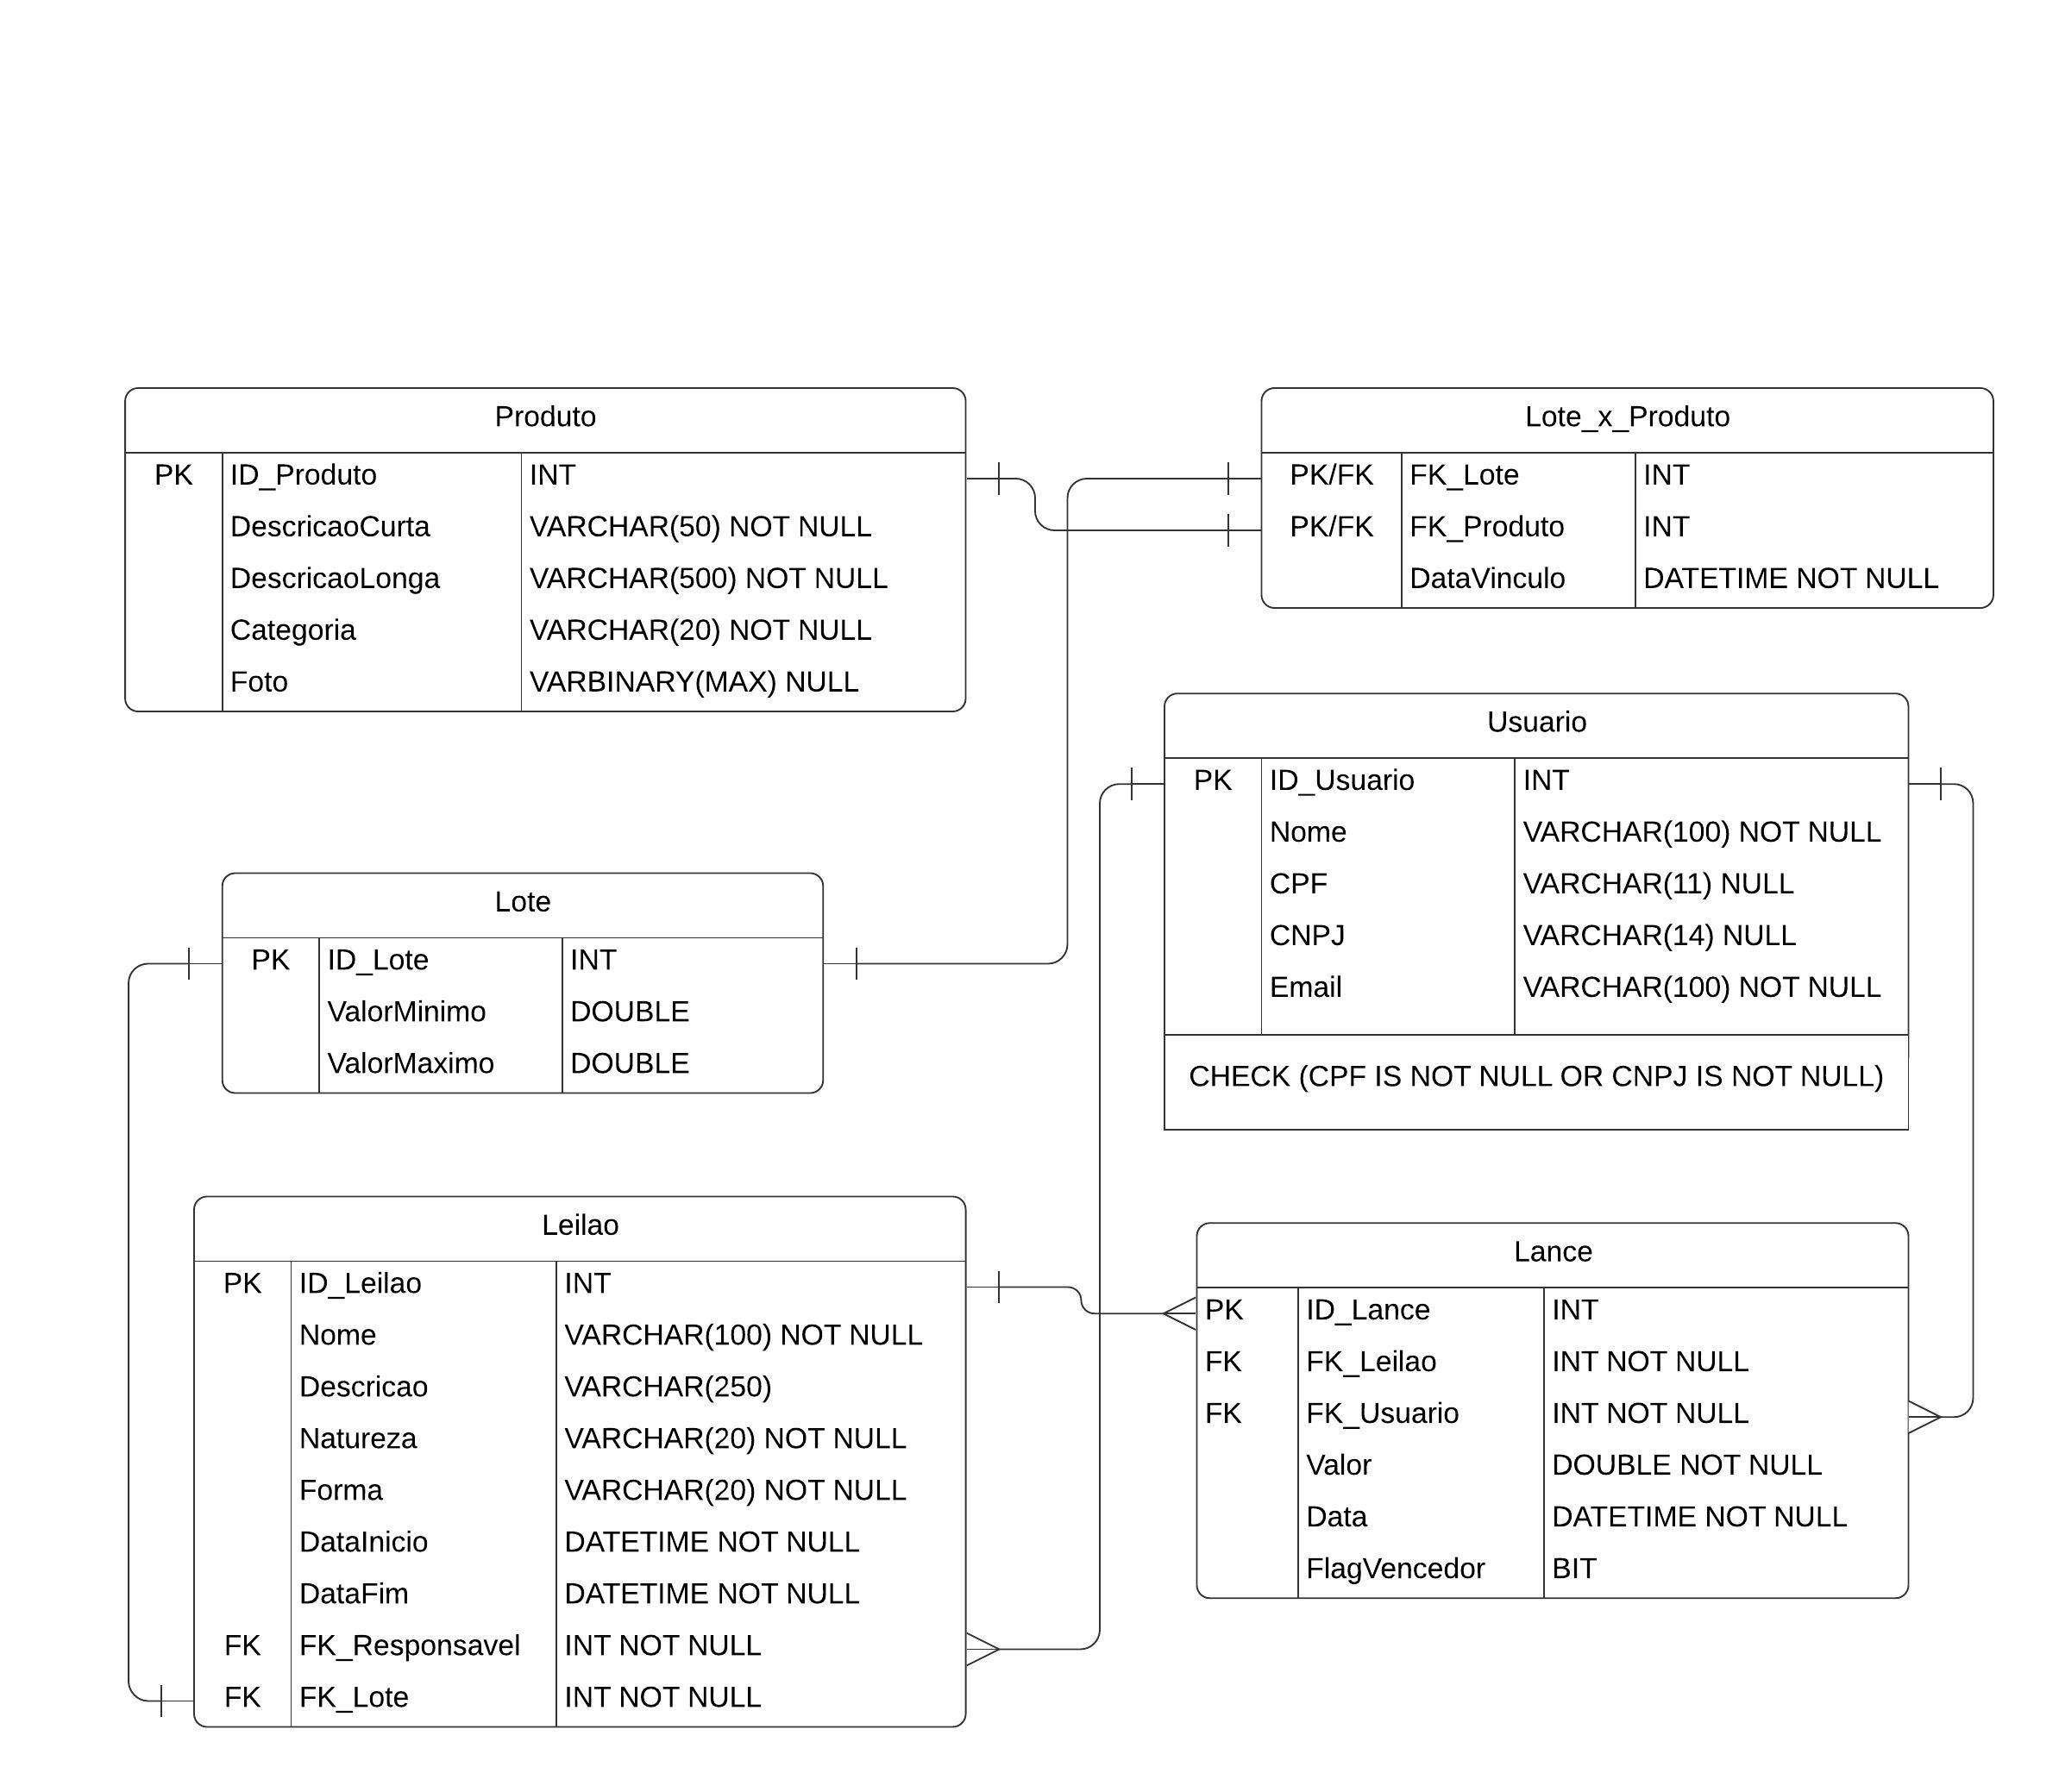 Produto
PK ID_Produto INT
DescricaoCurta VARCHAR(50) NOT NULL
DescricaoLonga VARCHAR(500) NOT NULL
Categoria VARCHAR(20) NOT NULL
Foto VARBINARY(MAX) NULL
Lote_x_Produto
PK/FK FK_Lote INT
PK/FK FK_Produto INT
DataVinculo DATETIME NOT NULL
Usuario
PK ID_Usuario INT
Nome VARCHAR(100) NOT NULL
CPF VARCHAR(11) NULL
CNPJ VARCHAR(14) NULL
Email VARCHAR(100) NOT NULL
CHECK (CPF IS NOT NULL OR CNPJ IS NOT NULL)
Lote
PK ID_Lote INT
ValorMinimo DOUBLE
ValorMaximo DOUBLE
Leilao
PK ID_Leilao INT
Nome VARCHAR(100) NOT NULL
Descricao VARCHAR(250)
Natureza VARCHAR(20) NOT NULL
Forma VARCHAR(20) NOT NULL
DataInicio DATETIME NOT NULL
DataFim DATETIME NOT NULL
FK FK_Responsavel INT NOT NULL
FK FK_Lote INT NOT NULL
Lance
PK ID_Lance INT
FK FK_Leilao INT NOT NULL
FK FK_Usuario INT NOT NULL
Valor DOUBLE NOT NULL
Data DATETIME NOT NULL
FlagVencedor BIT